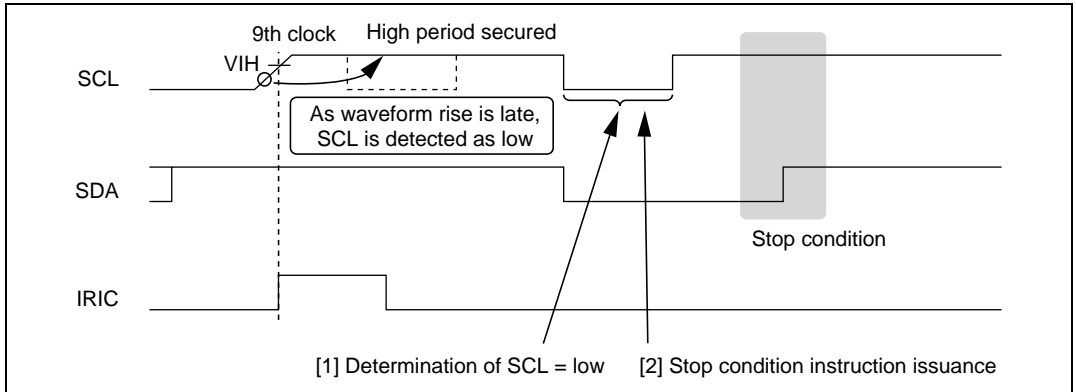 9th clock
High period secured
VIH
SCL
As waveform rise is late,
SCL is detected as low
SDA
Stop condition
IRIC
[1] Determination of SCL = low
[2] Stop condition instruction issuance